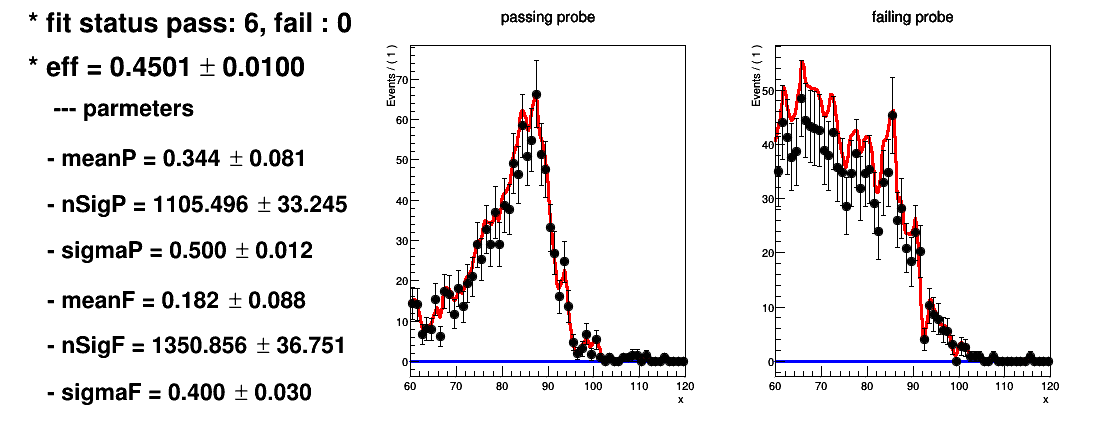 * fit status pass: 6, fail : 0
* eff = 0.4501 ± 0.0100
--- parmeters
- meanP = 0.344 ± 0.081
- nSigP = 1105.496 ± 33.245
- sigmaP = 0.500 ± 0.012
- meanF = 0.182 ± 0.088
- nSigF = 1350.856 ± 36.751
- sigmaF = 0.400 ± 0.030
passing probe
Events / ( 1 )
70
60
50
40
30
20
10
0
60 70 80 90 100 110 120
x
failing probe
Events / ( 1 )
50
40
30
20
10
0
60 70 80 90 100 110 120
x